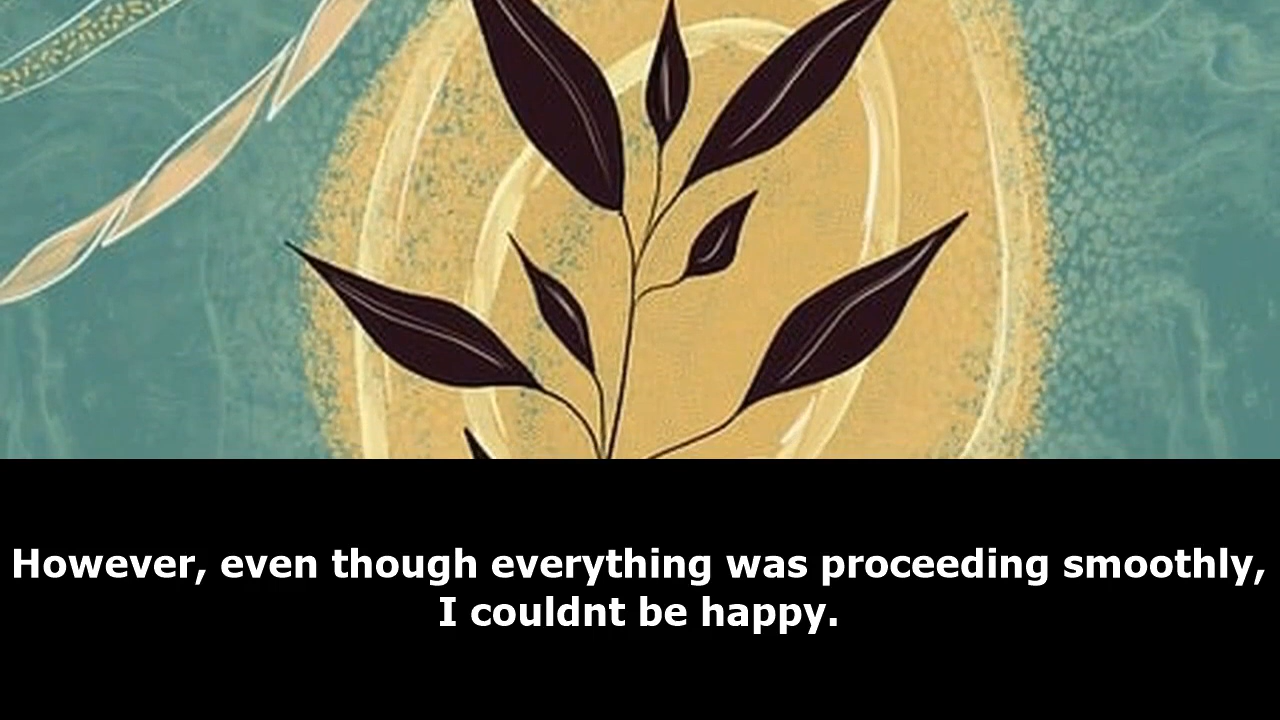 However, even though everything was proceeding smoothly,
I couldnt be happy.